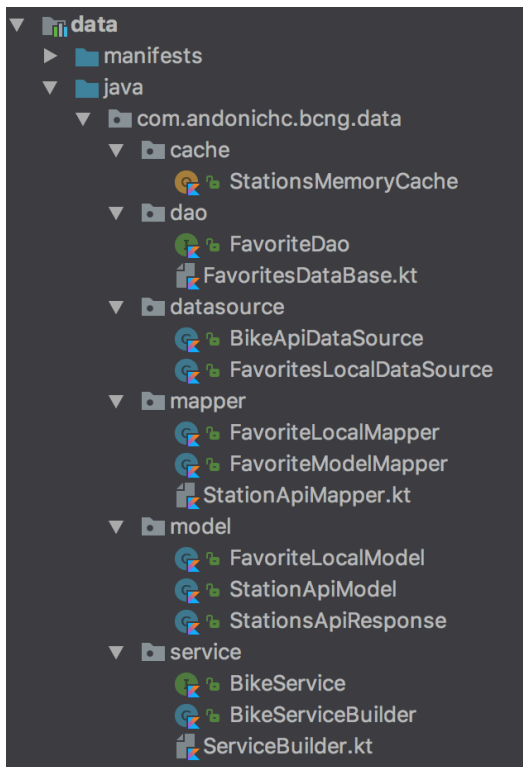 data
manifests
java
com.andonichc.bcng.data
cache
StationsMemoryCache
dao
FavoriteDao
FavoritesDataBase.kt
datasource
BikeApiDataSource
FavoritesLocalDataSource
mapper
FavoriteLocalMapper
FavoriteModelMapper
StationApiMapper.kt
model
FavoriteLocalModel
StationApiModel
StationsApiResponse
service
BikeService
BikeServiceBuilder
ServiceBuilder.kt